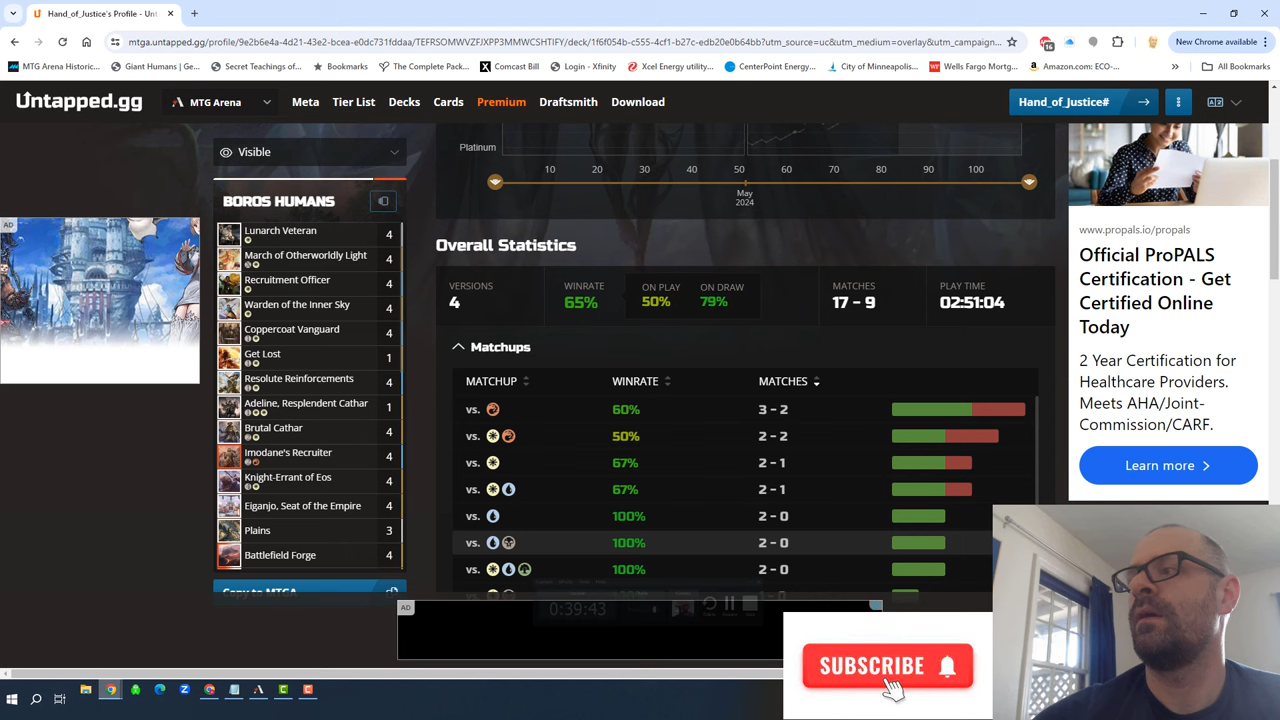 Hand_of_Justice's Profile - Unt
mtga.untapped.gg/profile/9e2b6e4a-4d21-43e2-bcea-e0dc731fddaa/TEFRSOMWVZFJXPP3MMWCSHTIFY/deck/1f6f054b-c555-4cf1-b27c-edb20e0b64bb?utm_source=uc&utm_medium=overlay&utm_campaign...
16
New Chrome available
MTG Arena Historic...
Giant Humans | Ge...
Secret Teachings of...
Bookmarks
The Complete Pack...
Comcast Bill
Login - Xfinity
Xcel Energy utility...
CenterPoint Energy...
City of Minneapolis...
Wells Fargo Mortg...
Amazon.com: ECO-...
»
All Bookmarks
Untapped.gg
MTG Arena
Meta
Tier List
Decks
Cards
Premium
Draftsmith
Download
Hand_of_Justice#
Visible
BOROS HUMANS
Lunarch Veteran 4
March of Otherworldly Light 4
Recruitment Officer 4
Warden of the Inner Sky 4
Coppercoat Vanguard 4
Get Lost 1
Resolute Reinforcements 4
Adeline, Resplendent Cathar 1
Brutal Cathar 4
Imodane's Recruiter 4
Knight-Errant of Eos 4
Eiganjo, Seat of the Empire 4
Plains 3
Battlefield Forge 4
Copy to MTGA
AD
Platinum
10 20 30 40 50 60 70 80 90 100
May
2024
Overall Statistics
VERSIONS WINRATE ON PLAY ON DRAW MATCHES PLAY TIME
4 65% 50% 79% 17 - 9 02:51:04
Matchups
MATCHUP WINRATE MATCHES
vs. 60% 3 - 2
vs. 50% 2 - 2
vs. 67% 2 - 1
vs. 67% 2 - 1
vs. 100% 2 - 0
vs. 100% 2 - 0
vs. 100% 2 - 0
0:39:43
AD
www.propals.io/propals
Official ProPALS
Certification - Get
Certified Online
Today
2 Year Certification for
Healthcare Providers.
Meets AHA/Joint-
Commission/CARF.
Learn more
SUBSCRIBE